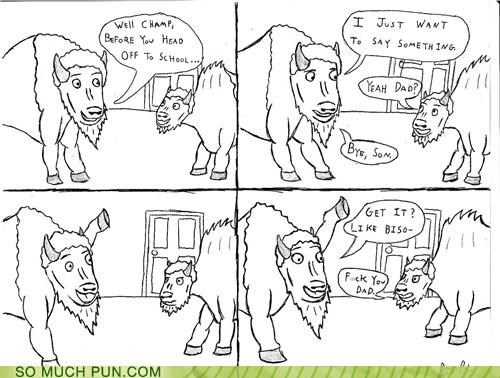 WELL CHAMP,
BEFORE YOU HEAD
OFF TO SCHOOL...
I JUST WANT
TO SAY SOMETHING.
YEAH DAD?
BYE, SON.
GET IT?
LIKE BISO-
F*CK YOU
DAD.
SO MUCH PUN.COM